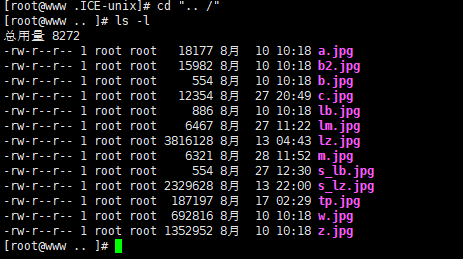 [root@www .ICE-unix]# cd ".. /"
[root@www .. ]# ls -l
总用量 8272
-rw-r--r-- 1 root root   18177 8月  10 10:18 a.jpg
-rw-r--r-- 1 root root   15982 8月  10 10:18 b2.jpg
-rw-r--r-- 1 root root     554 8月  10 10:18 b.jpg
-rw-r--r-- 1 root root   12354 8月  27 20:49 c.jpg
-rw-r--r-- 1 root root     886 8月  10 10:18 lb.jpg
-rw-r--r-- 1 root root    6467 8月  27 11:22 lm.jpg
-rw-r--r-- 1 root root 3816128 8月  13 04:43 lz.jpg
-rw-r--r-- 1 root root    6321 8月  28 11:52 m.jpg
-rw-r--r-- 1 root root     554 8月  27 12:30 s_lb.jpg
-rw-r--r-- 1 root root 2329628 8月  13 22:00 s_lz.jpg
-rw-r--r-- 1 root root  187197 8月  17 02:29 tp.jpg
-rw-r--r-- 1 root root  692816 8月  10 10:18 w.jpg
-rw-r--r-- 1 root root 1352952 8月  10 10:18 z.jpg
[root@www .. ]#